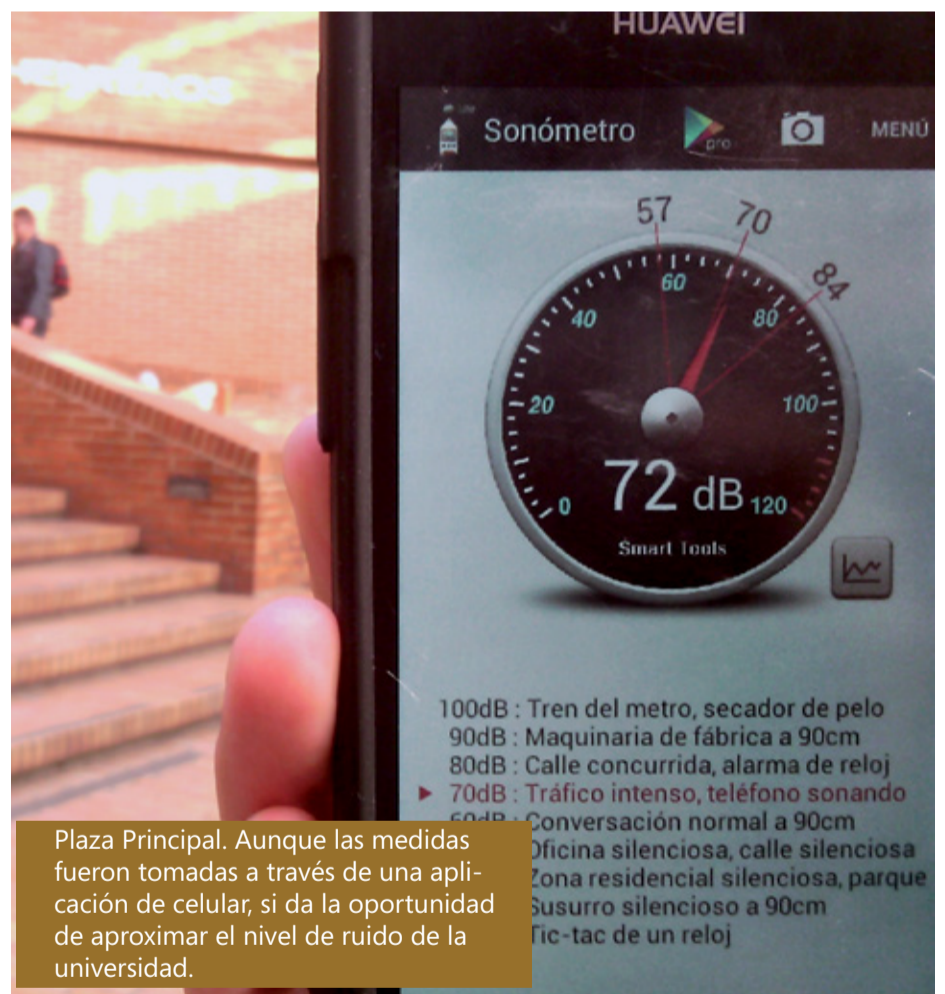 HUAWEI
Sonómetro
pro
MENÚ
57 70 84
0 20 40 60 80 100 120
72 dB
Smart Tools
100dB : Tren del metro, secador de pelo
90dB : Maquinaria de fábrica a 90cm
80dB : Calle concurrida, alarma de reloj
70dB : Tráfico intenso, teléfono sonando
60dB : Conversación normal a 90cm
Oficina silenciosa, calle silenciosa
Zona residencial silenciosa, parque
Susurro silencioso a 90cm
Tic-tac de un reloj
Plaza Principal. Aunque las medidas
fueron tomadas a través de una apli-
cación de celular, si da la oportunidad
de aproximar el nivel de ruido de la
universidad.